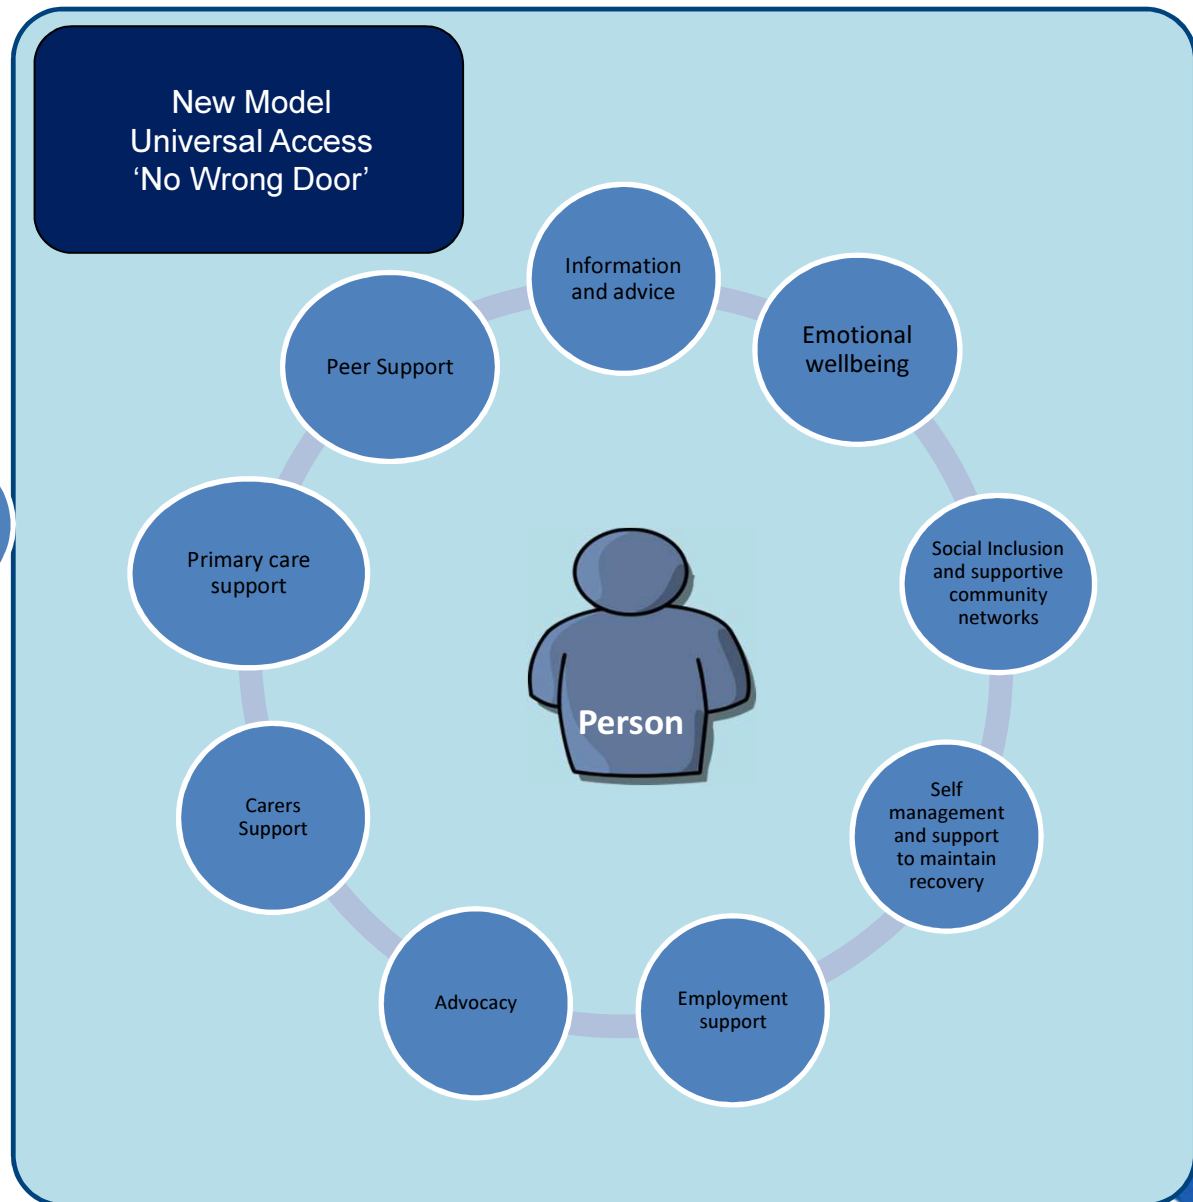 New Model
Universal Access
‘No Wrong Door’
Information
and advice
Emotional
wellbeing
Social Inclusion
and supportive
community
networks
Self
management
and support
to maintain
recovery
Employment
support
Advocacy
Carers
Support
Primary care
support
Peer Support
Person